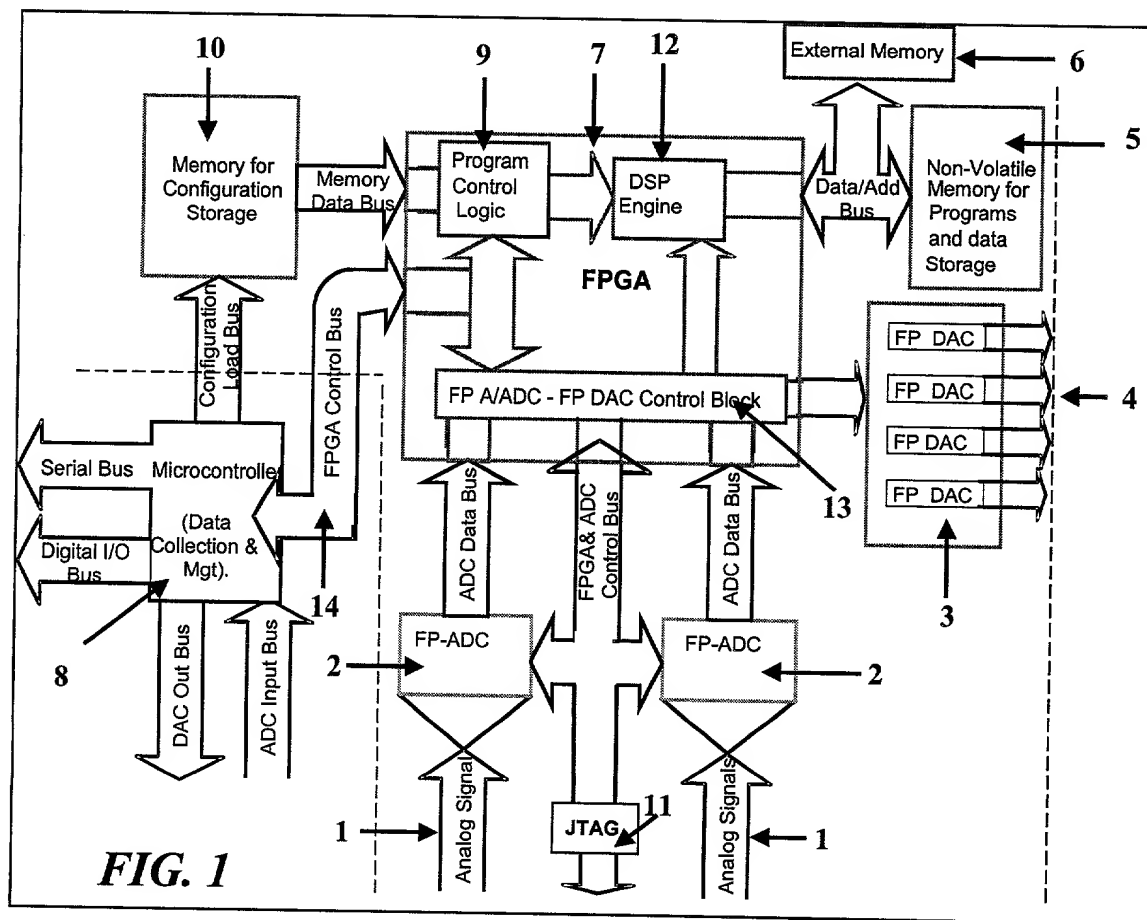 10
9
7
12
External Memory
6
5
Memory for
Configuration
Storage
Memory
Data Bus
Program
Control
Logic
DSP
Engine
Data/Add
Bus
Non-Volatile
Memory for
Programs
and data
Storage
FPGA
Configuration
Load Bus
FPGA Control Bus
FP A/ADC - FP DAC Control Block
FP DAC
FP DAC
FP DAC
FP DAC
4
Serial Bus
Microcontrolle
(Data
Collection &
Mgt).
Digital I/O
Bus
ADC Data Bus
FPGA& ADC
Control Bus
ADC Data Bus
13
3
14
8
DAC Out Bus
ADC Input Bus
2
FP-ADC
FP-ADC
2
1
Analog Signal
JTAG
11
Analog Signals
1
FIG. 1